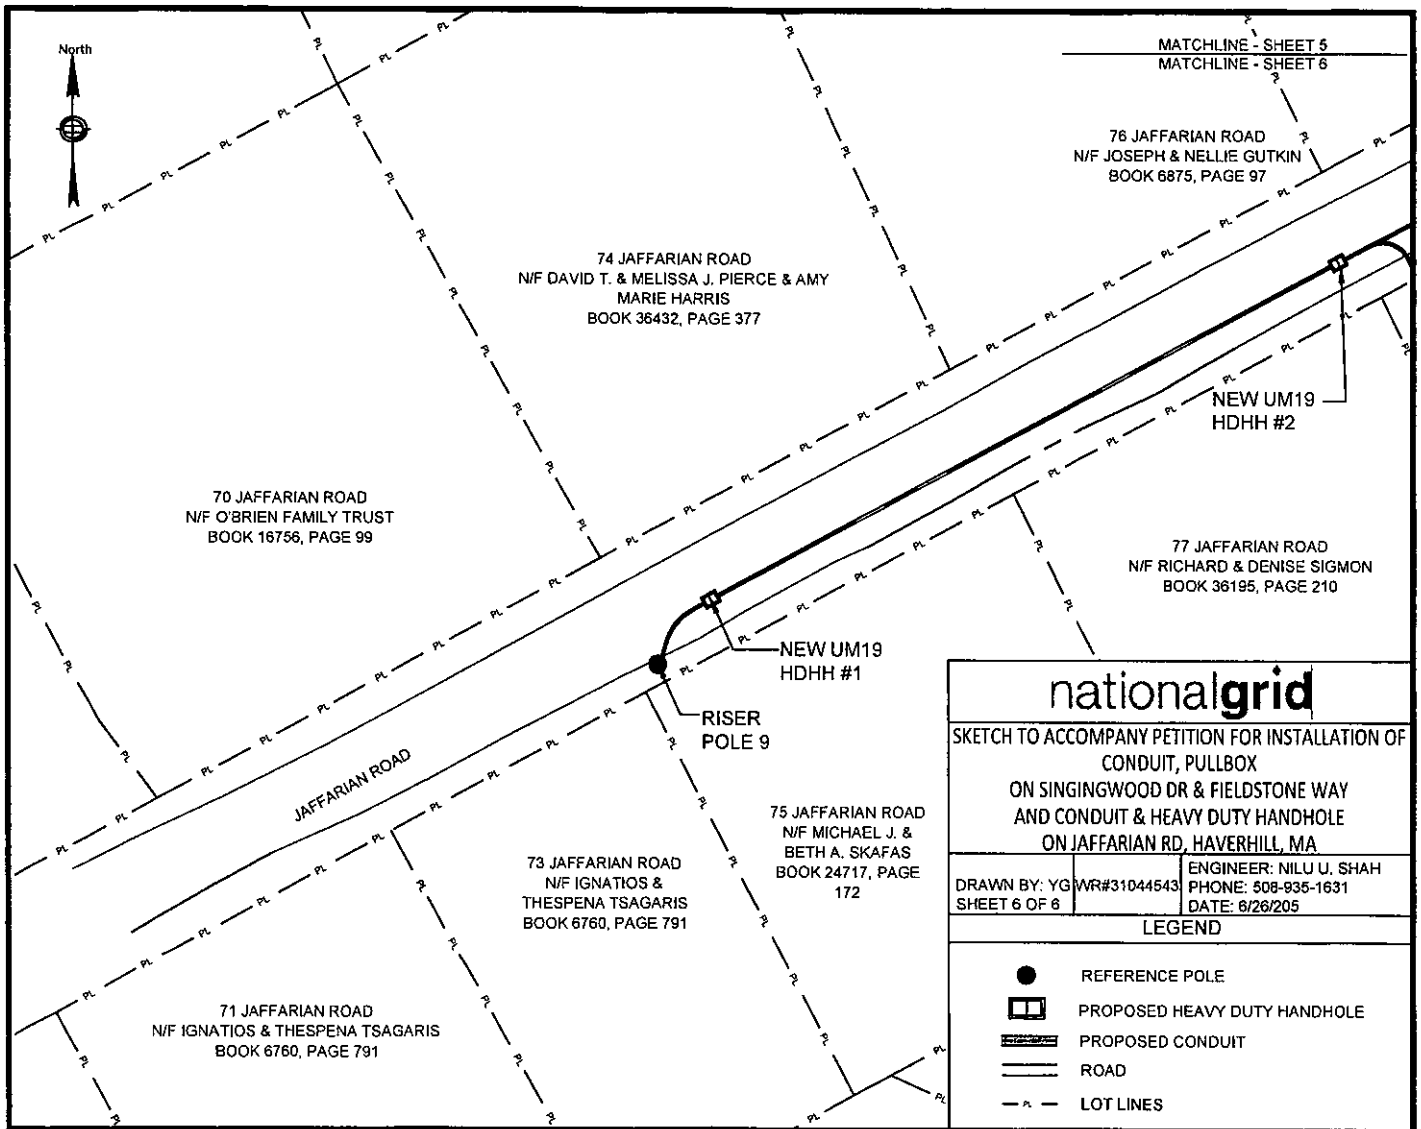 North
MATCHLINE - SHEET 5
MATCHLINE - SHEET 6
76 JAFFARIAN ROAD
N/F JOSEPH & NELLIE GUTKIN
BOOK 6875, PAGE 97
74 JAFFARIAN ROAD
N/F DAVID T. & MELISSA J. PIERCE & AMY
MARIE HARRIS
BOOK 36432, PAGE 377
NEW UM19
HDHH #2
70 JAFFARIAN ROAD
N/F O'BRIEN FAMILY TRUST
BOOK 16756, PAGE 99
77 JAFFARIAN ROAD
N/F RICHARD & DENISE SIGMON
BOOK 36195, PAGE 210
NEW UM19
HDHH #1
RISER
POLE 9
JAFFARIAN ROAD
75 JAFFARIAN ROAD
N/F MICHAEL J. &
BETH A. SKAFAS
BOOK 24717, PAGE
172
73 JAFFARIAN ROAD
N/F IGNATIOS &
THESPENA TSAGARIS
BOOK 6760, PAGE 791
71 JAFFARIAN ROAD
N/F IGNATIOS & THESPENA TSAGARIS
BOOK 6760, PAGE 791
nationalgrid
SKETCH TO ACCOMPANY PETITION FOR INSTALLATION OF
CONDUIT, PULLBOX
ON SINGINGWOOD DR & FIELDSTONE WAY
AND CONDUIT & HEAVY DUTY HANDHOLE
ON JAFFARIAN RD, HAVERHILL, MA
DRAWN BY: YG
SHEET 6 OF 6
WR#31044543
ENGINEER: NILU U. SHAH
PHONE: 508-935-1631
DATE: 6/26/205
LEGEND
REFERENCE POLE
PROPOSED HEAVY DUTY HANDHOLE
PROPOSED CONDUIT
ROAD
PL LOT LINES